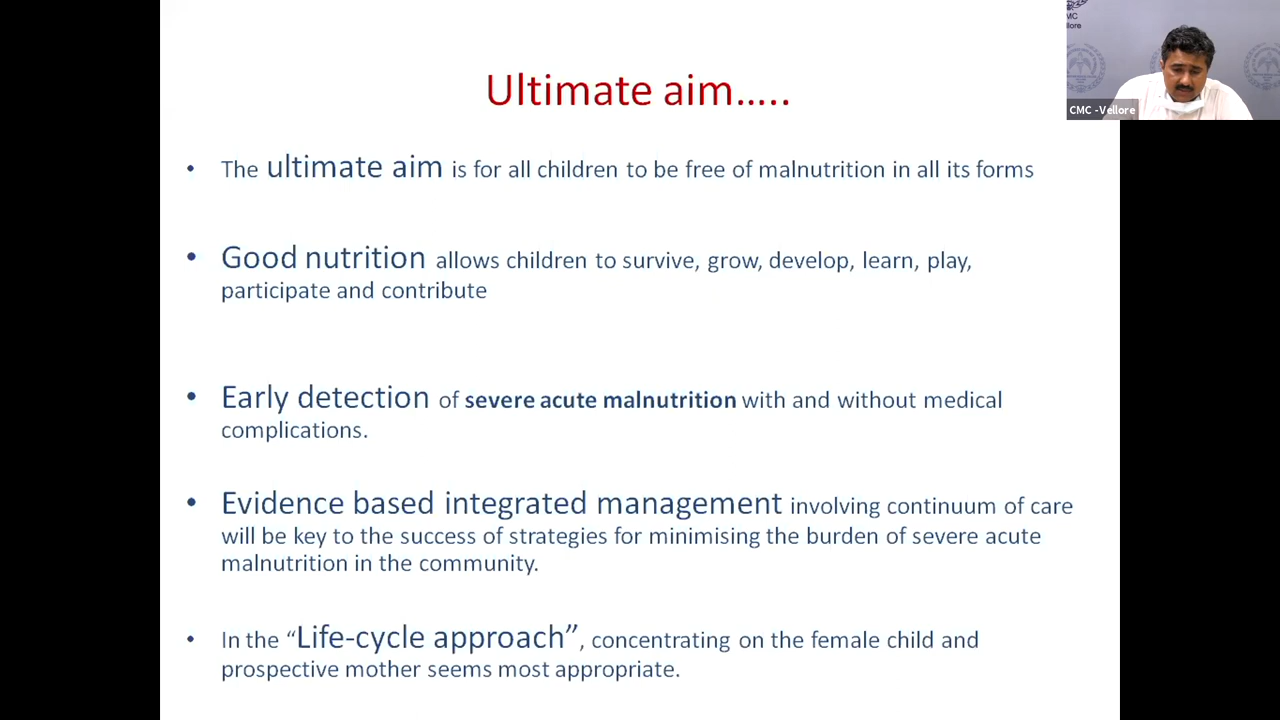 MC
llore
CMC -Vellore
Ultimate aim…..
• The ultimate aim is for all children to be free of malnutrition in all its forms
• Good nutrition allows children to survive, grow, develop, learn, play,
participate and contribute
• Early detection of severe acute malnutrition with and without medical
complications.
• Evidence based integrated management involving continuum of care
will be key to the success of strategies for minimising the burden of severe acute
malnutrition in the community.
• In the “Life-cycle approach”, concentrating on the female child and
prospective mother seems most appropriate.